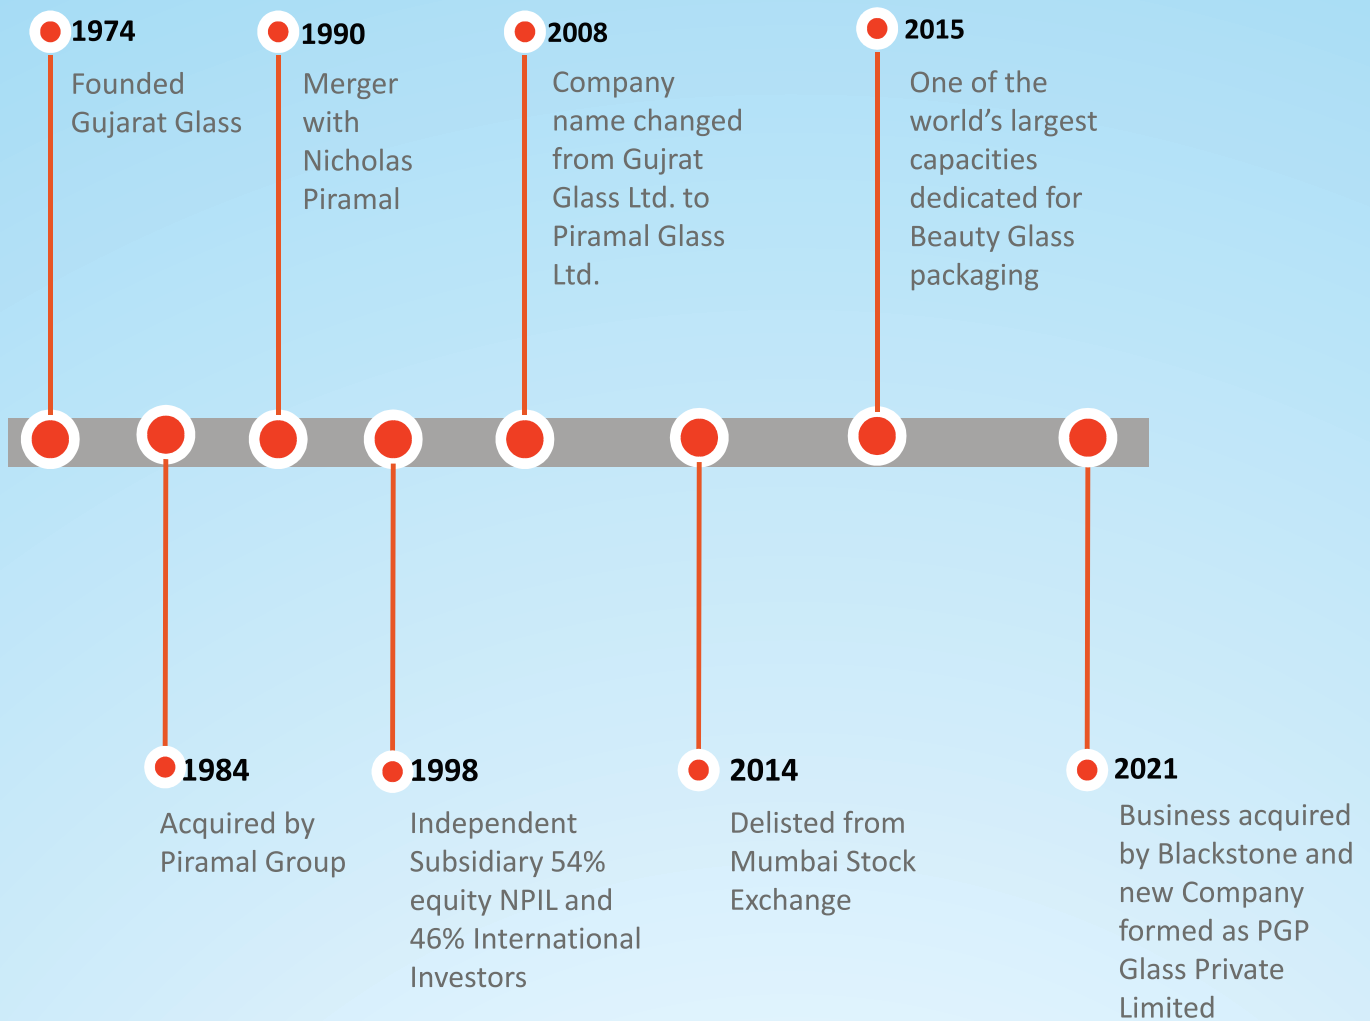 1974
Founded
Gujarat Glass
1990
Merger
with
Nicholas
Piramal
2008
Company
name changed
from Gujrat
Glass Ltd. to
Piramal Glass
Ltd.
2015
One of the
world’s largest
capacities
dedicated for
Beauty Glass
packaging
1984
Acquired by
Piramal Group
1998
Independent
Subsidiary 54%
equity NPIL and
46% International
Investors
2014
Delisted from
Mumbai Stock
Exchange
2021
Business acquired
by Blackstone and
new Company
formed as PGP
Glass Private
Limited